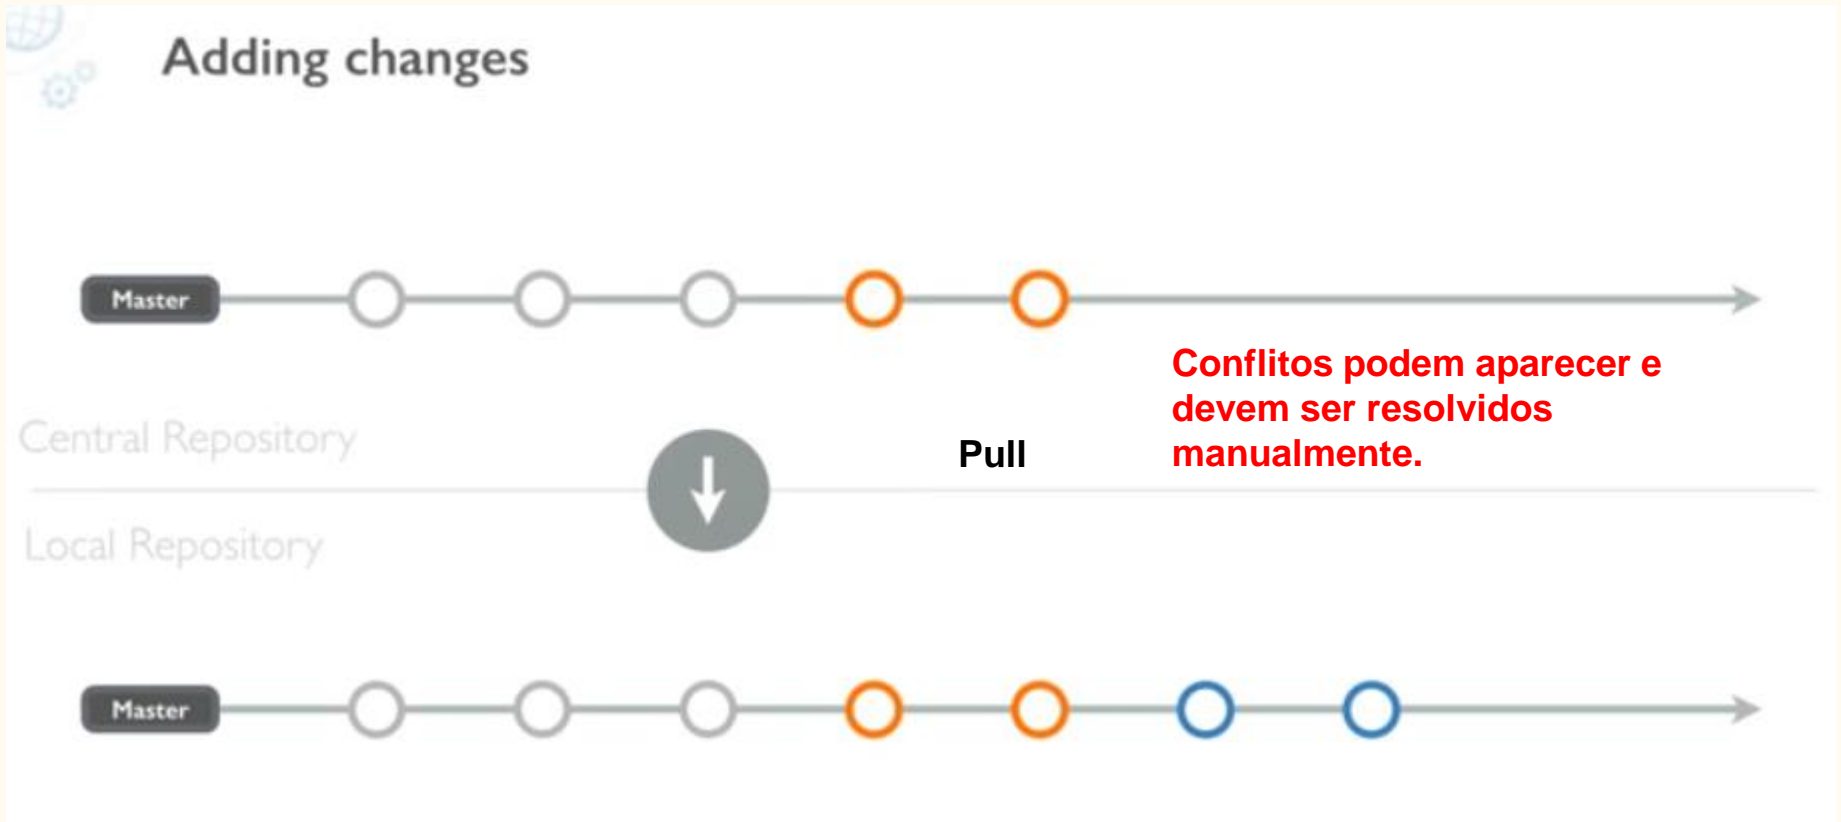 Adding changes
Master
Conflitos podem aparecer e
devem ser resolvidos
manualmente.
Central Repository
Pull
Local Repository
Master